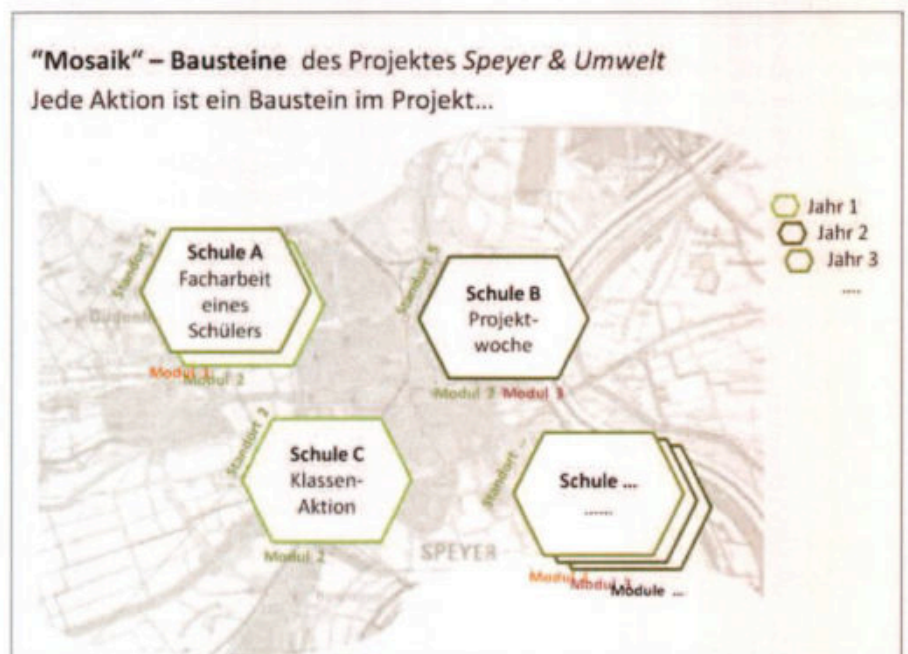 “Mosaik“ – Bausteine des Projektes Speyer & Umwelt
Jede Aktion ist ein Baustein im Projekt...
Jahr 1
Jahr 2
Jahr 3
....
Standort 1
Schule A
Facharbeit
eines
Schülers
Modul 2
Schule B
Projekt-
woche
Modul 2 Modul 3
Standort 2
Schule C
Klassen-
Aktion
Modul 2
Standort ...
Schule ...
......
Modul 3
Module ...
SPEYER